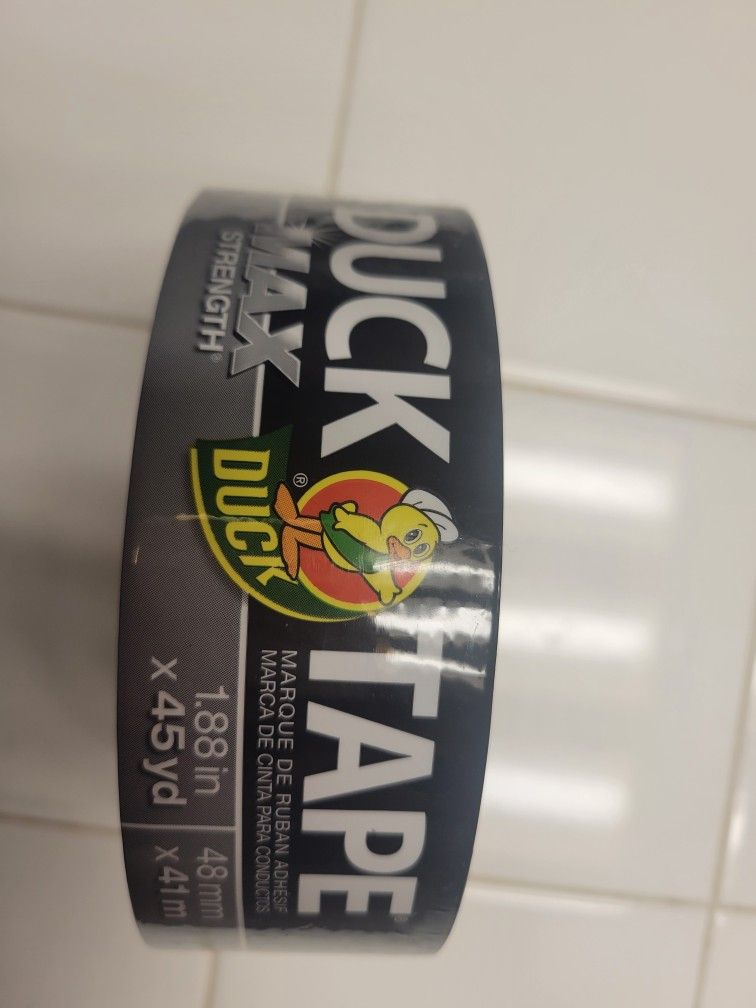 DUCK TAPE®
MARQUE DE RUBAN ADHÉSIF
MARCA DE CINTA PARA CONDUCTOS
DUCK®
MAX
STRENGTH®
1.88 in
x 45 yd
48 mm
x 41 m